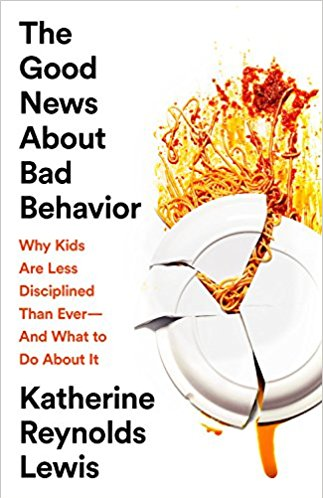 The
Good
News
About
Bad
Behavior
Why Kids
Are Less
Disciplined
Than Ever—
And What to
Do About It
Katherine
Reynolds
Lewis